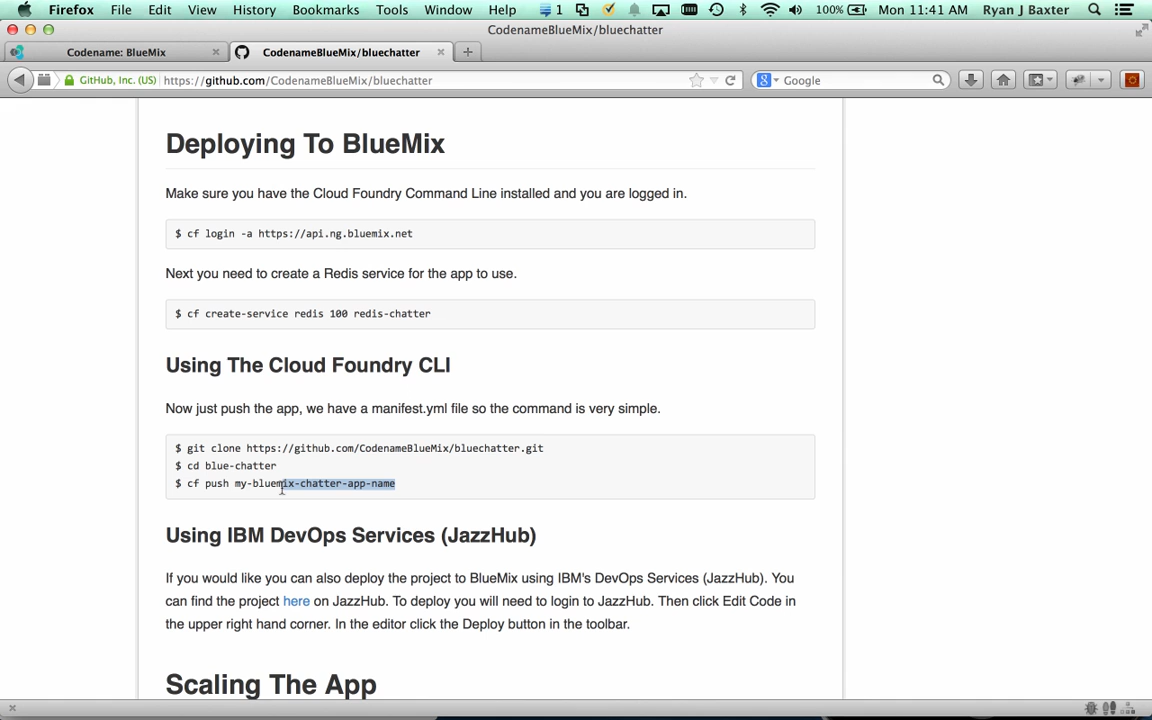 Firefox File Edit View History Bookmarks Tools Window Help 1 100% Mon 11:41 AM Ryan J Baxter
CodenameBlueMix/bluechatter
Codename: BlueMix × CodenameBlueMix/bluechatter × +
GitHub, Inc. (US) https://github.com/CodenameBlueMix/bluechatter Google
Deploying To BlueMix
Make sure you have the Cloud Foundry Command Line installed and you are logged in.
$ cf login -a https://api.ng.bluemix.net
Next you need to create a Redis service for the app to use.
$ cf create-service redis 100 redis-chatter
Using The Cloud Foundry CLI
Now just push the app, we have a manifest.yml file so the command is very simple.
$ git clone https://github.com/CodenameBlueMix/bluechatter.git
$ cd blue-chatter
$ cf push my-bluemix-chatter-app-name
Using IBM DevOps Services (JazzHub)
If you would like you can also deploy the project to BlueMix using IBM's DevOps Services (JazzHub). You
can find the project here on JazzHub. To deploy you will need to login to JazzHub. Then click Edit Code in
the upper right hand corner. In the editor click the Deploy button in the toolbar.
Scaling The App